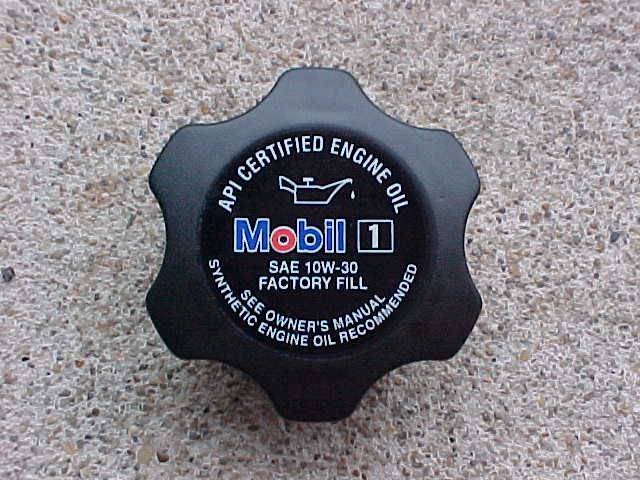 API CERTIFIED ENGINE OIL
Mobil 1
SAE 10W-30
FACTORY FILL
SEE OWNER'S MANUAL
SYNTHETIC ENGINE OIL RECOMMENDED